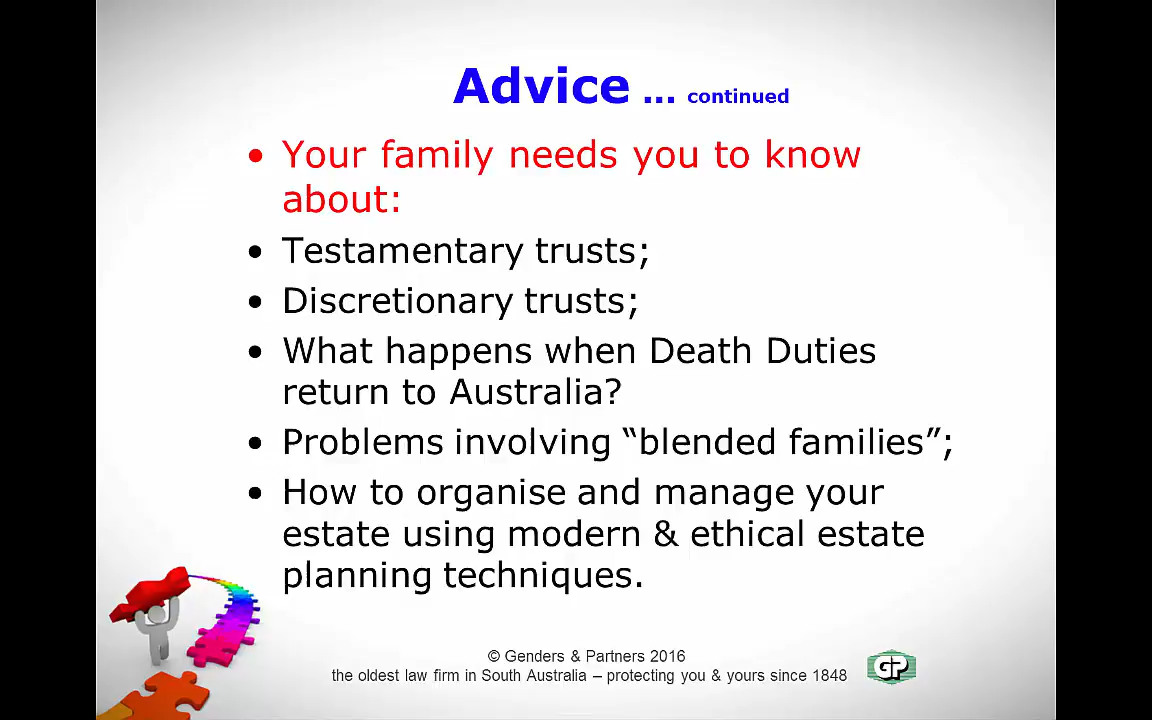 Advice ... continued
• Your family needs you to know
about:
• Testamentary trusts;
• Discretionary trusts;
• What happens when Death Duties
return to Australia?
• Problems involving “blended families”;
• How to organise and manage your
estate using modern & ethical estate
planning techniques.
© Genders & Partners 2016
the oldest law firm in South Australia – protecting you & yours since 1848
GP